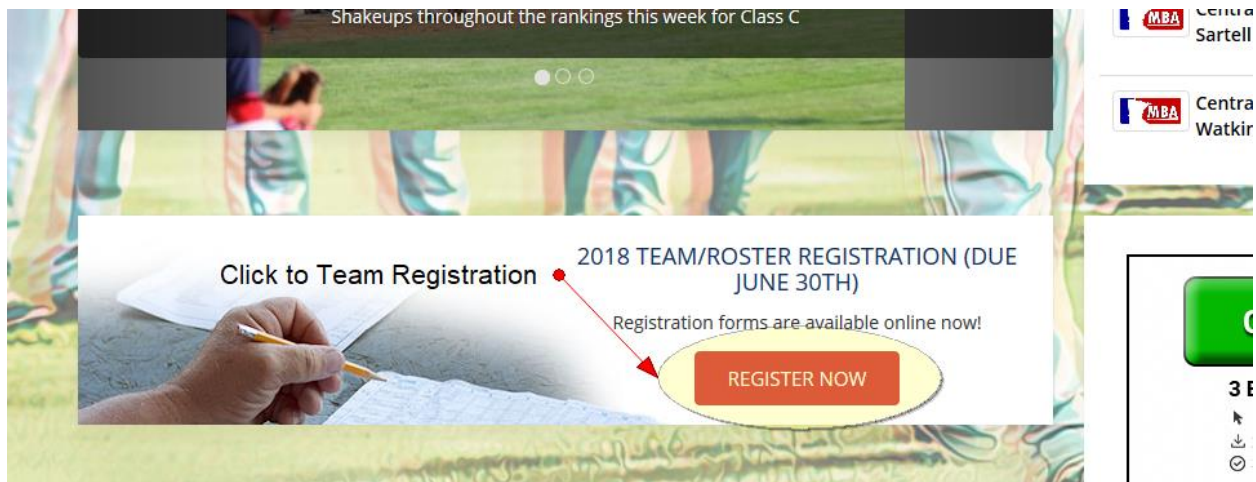 Shakeups throughout the rankings this week for Class C
MBA
Sartell
MBA
2018 TEAM/ROSTER REGISTRATION (DUE
JUNE 30TH)
Click to Team Registration
Registration forms are available online now!
REGISTER NOW
3